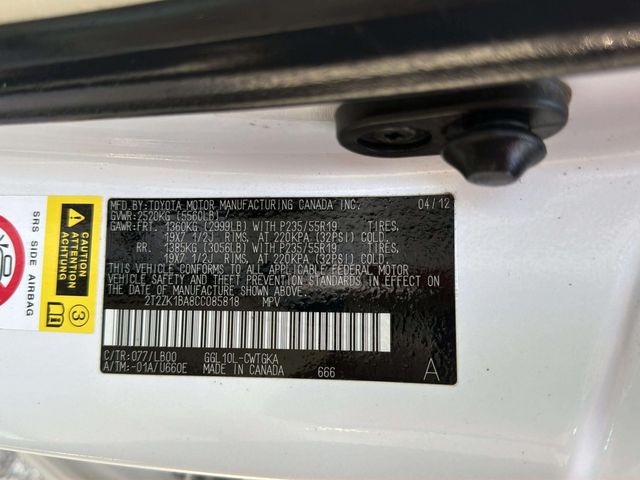 MFD.BY:TOYOTA MOTOR MANUFACTURING CANADA INC. 04/12
GVWR:2520KG (5560LB)
GAWR:FRT. 1360KG (2999LB) WITH P235/55R19 TIRES,
19X7 1/2J RIMS, AT 220KPA (32PSI) COLD
RR. 1385KG (3056LB) WITH P235/55R19 TIRES,
19X7 1/2J RIMS, AT 220KPA (32PSI) COLD
THIS VEHICLE CONFORMS TO ALL APPLICABLE FEDERAL MOTOR
VEHICLE SAFETY AND THEFT PREVENTION STANDARDS IN EFFECT
ON THE DATE OF MANUFACTURE SHOWN ABOVE.
2T2ZK1BA8CC085818 MPV
C/TR:077/LB00 GGL10L-CWTGKA
A/TM:-01A/U660E MADE IN CANADA 666 A
SRS SIDE AIRBAG
CAUTION
ATTENTION
ACHTUNG
3